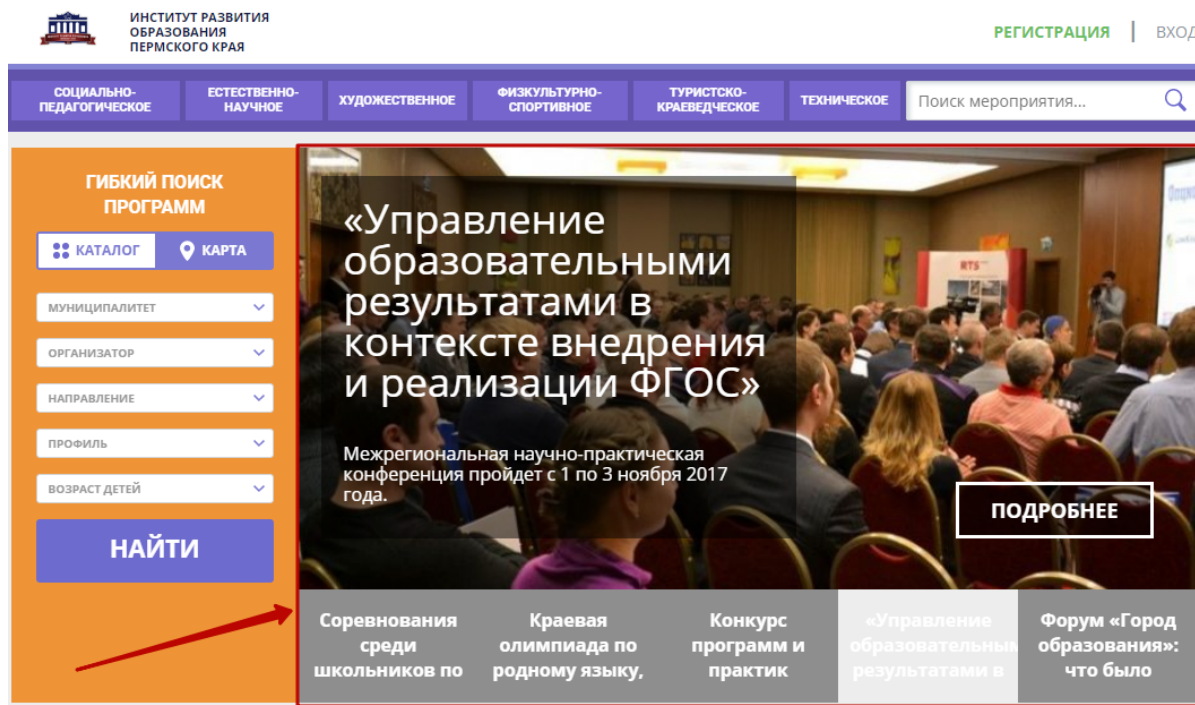 ИНСТИТУТ РАЗВИТИЯ
ОБРАЗОВАНИЯ
ПЕРМСКОГО КРАЯ
РЕГИСТРАЦИЯ
ВХОД
СОЦИАЛЬНО-
ПЕДАГОГИЧЕСКОЕ
ЕСТЕСТВЕННО-
НАУЧНОЕ
ХУДОЖЕСТВЕННОЕ
ФИЗКУЛЬТУРНО-
СПОРТИВНОЕ
ТУРИСТСКО-
КРАЕВЕДЧЕСКОЕ
ТЕХНИЧЕСКОЕ
Поиск мероприятия...
ГИБКИЙ ПОИСК
ПРОГРАММ
КАТАЛОГ
КАРТА
МУНИЦИПАЛИТЕТ
ОРГАНИЗАТОР
НАПРАВЛЕНИЕ
ПРОФИЛЬ
ВОЗРАСТ ДЕТЕЙ
НАЙТИ
«Управление
образовательными
результатами в
контексте внедрения
и реализации ФГОС»
Межрегиональная научно-практическая
конференция пройдет с 1 по 3 ноября 2017
года.
RTS
ПОДРОБНЕЕ
Соревнования
среди
школьников по
Краевая
олимпиада по
родному языку,
Конкурс
программ и
практик
«Управление
образовательным
результатами в
Форум «Город
образования»:
что было